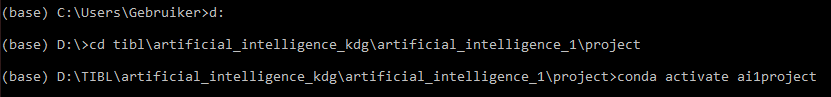 (base) C:\Users\Gebruiker>d:
(base) D:\>cd tibl\artificial_intelligence_kdg\artificial_intelligence_1\project
(base) D:\TIBL\artificial_intelligence_kdg\artificial_intelligence_1\project>conda activate ai1project